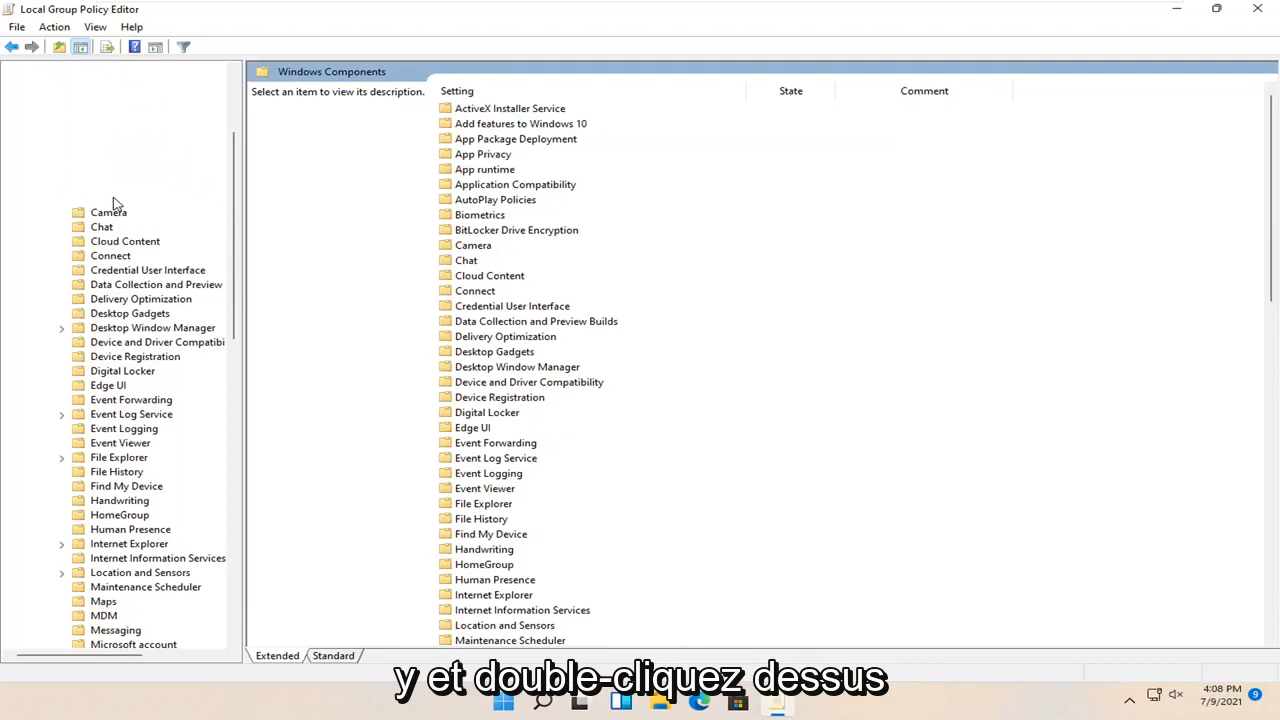 Local Group Policy Editor
File Action View Help
Camera
Chat
Cloud Content
Connect
Credential User Interface
Data Collection and Preview
Delivery Optimization
Desktop Gadgets
Desktop Window Manager
Device and Driver Compatibi
Device Registration
Digital Locker
Edge UI
Event Forwarding
Event Log Service
Event Logging
Event Viewer
File Explorer
File History
Find My Device
Handwriting
HomeGroup
Human Presence
Internet Explorer
Internet Information Services
Location and Sensors
Maintenance Scheduler
Maps
MDM
Messaging
Microsoft account
Windows Components
Select an item to view its description.
Setting State Comment
ActiveX Installer Service
Add features to Windows 10
App Package Deployment
App Privacy
App runtime
Application Compatibility
AutoPlay Policies
Biometrics
BitLocker Drive Encryption
Camera
Chat
Cloud Content
Connect
Credential User Interface
Data Collection and Preview Builds
Delivery Optimization
Desktop Gadgets
Desktop Window Manager
Device and Driver Compatibility
Device Registration
Digital Locker
Edge UI
Event Forwarding
Event Log Service
Event Logging
Event Viewer
File Explorer
File History
Find My Device
Handwriting
HomeGroup
Human Presence
Internet Explorer
Internet Information Services
Location and Sensors
Maintenance Scheduler
Extended Standard
y et double-cliquez dessus
4:08 PM
7/9/2021
9